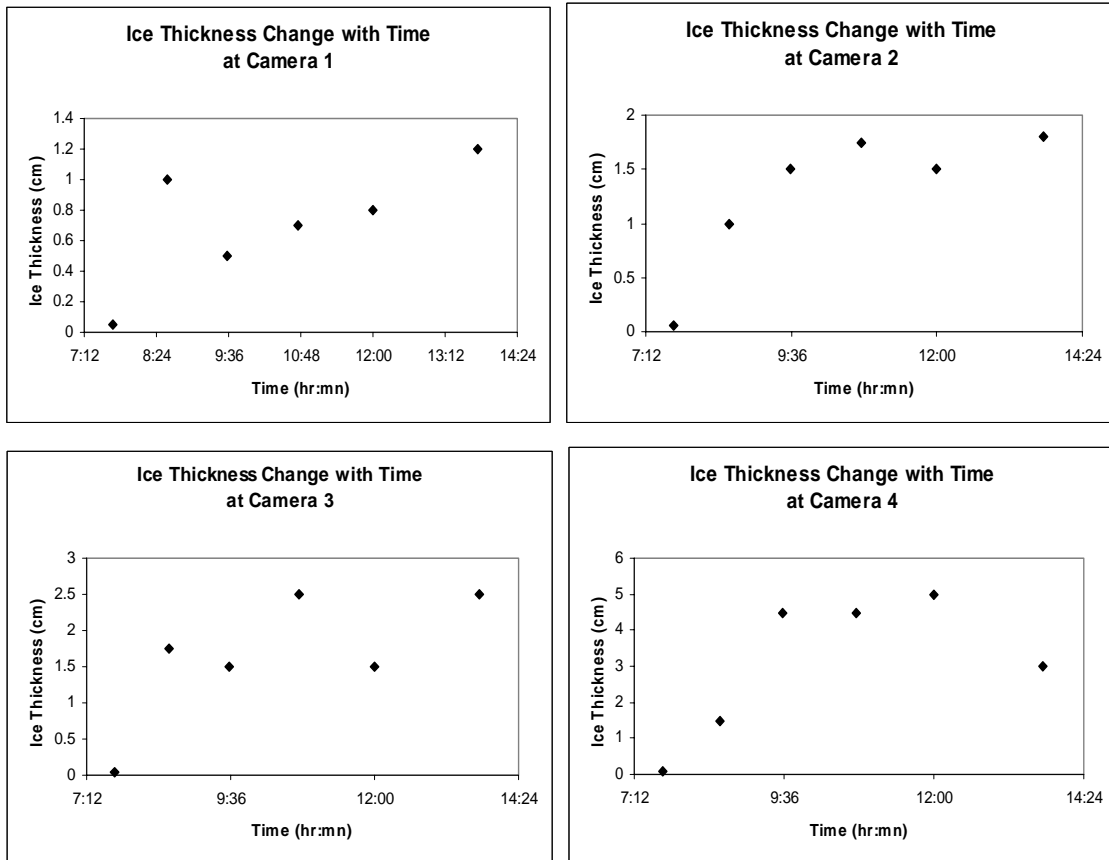 Ice Thickness Change with Time
at Camera 1
Ice Thickness (cm)
1.4
1.2
1
0.8
0.6
0.4
0.2
0
7:12 8:24 9:36 10:48 12:00 13:12 14:24
Time (hr:mn)
Ice Thickness Change with Time
at Camera 2
Ice Thickness (cm)
2
1.5
1
0.5
0
7:12 9:36 12:00 14:24
Time (hr:mn)
Ice Thickness Change with Time
at Camera 3
Ice Thickness (cm)
3
2.5
2
1.5
1
0.5
0
7:12 9:36 12:00 14:24
Time (hr:mn)
Ice Thickness Change with Time
at Camera 4
Ice Thickness (cm)
6
5
4
3
2
1
0
7:12 9:36 12:00 14:24
Time (hr:mn)